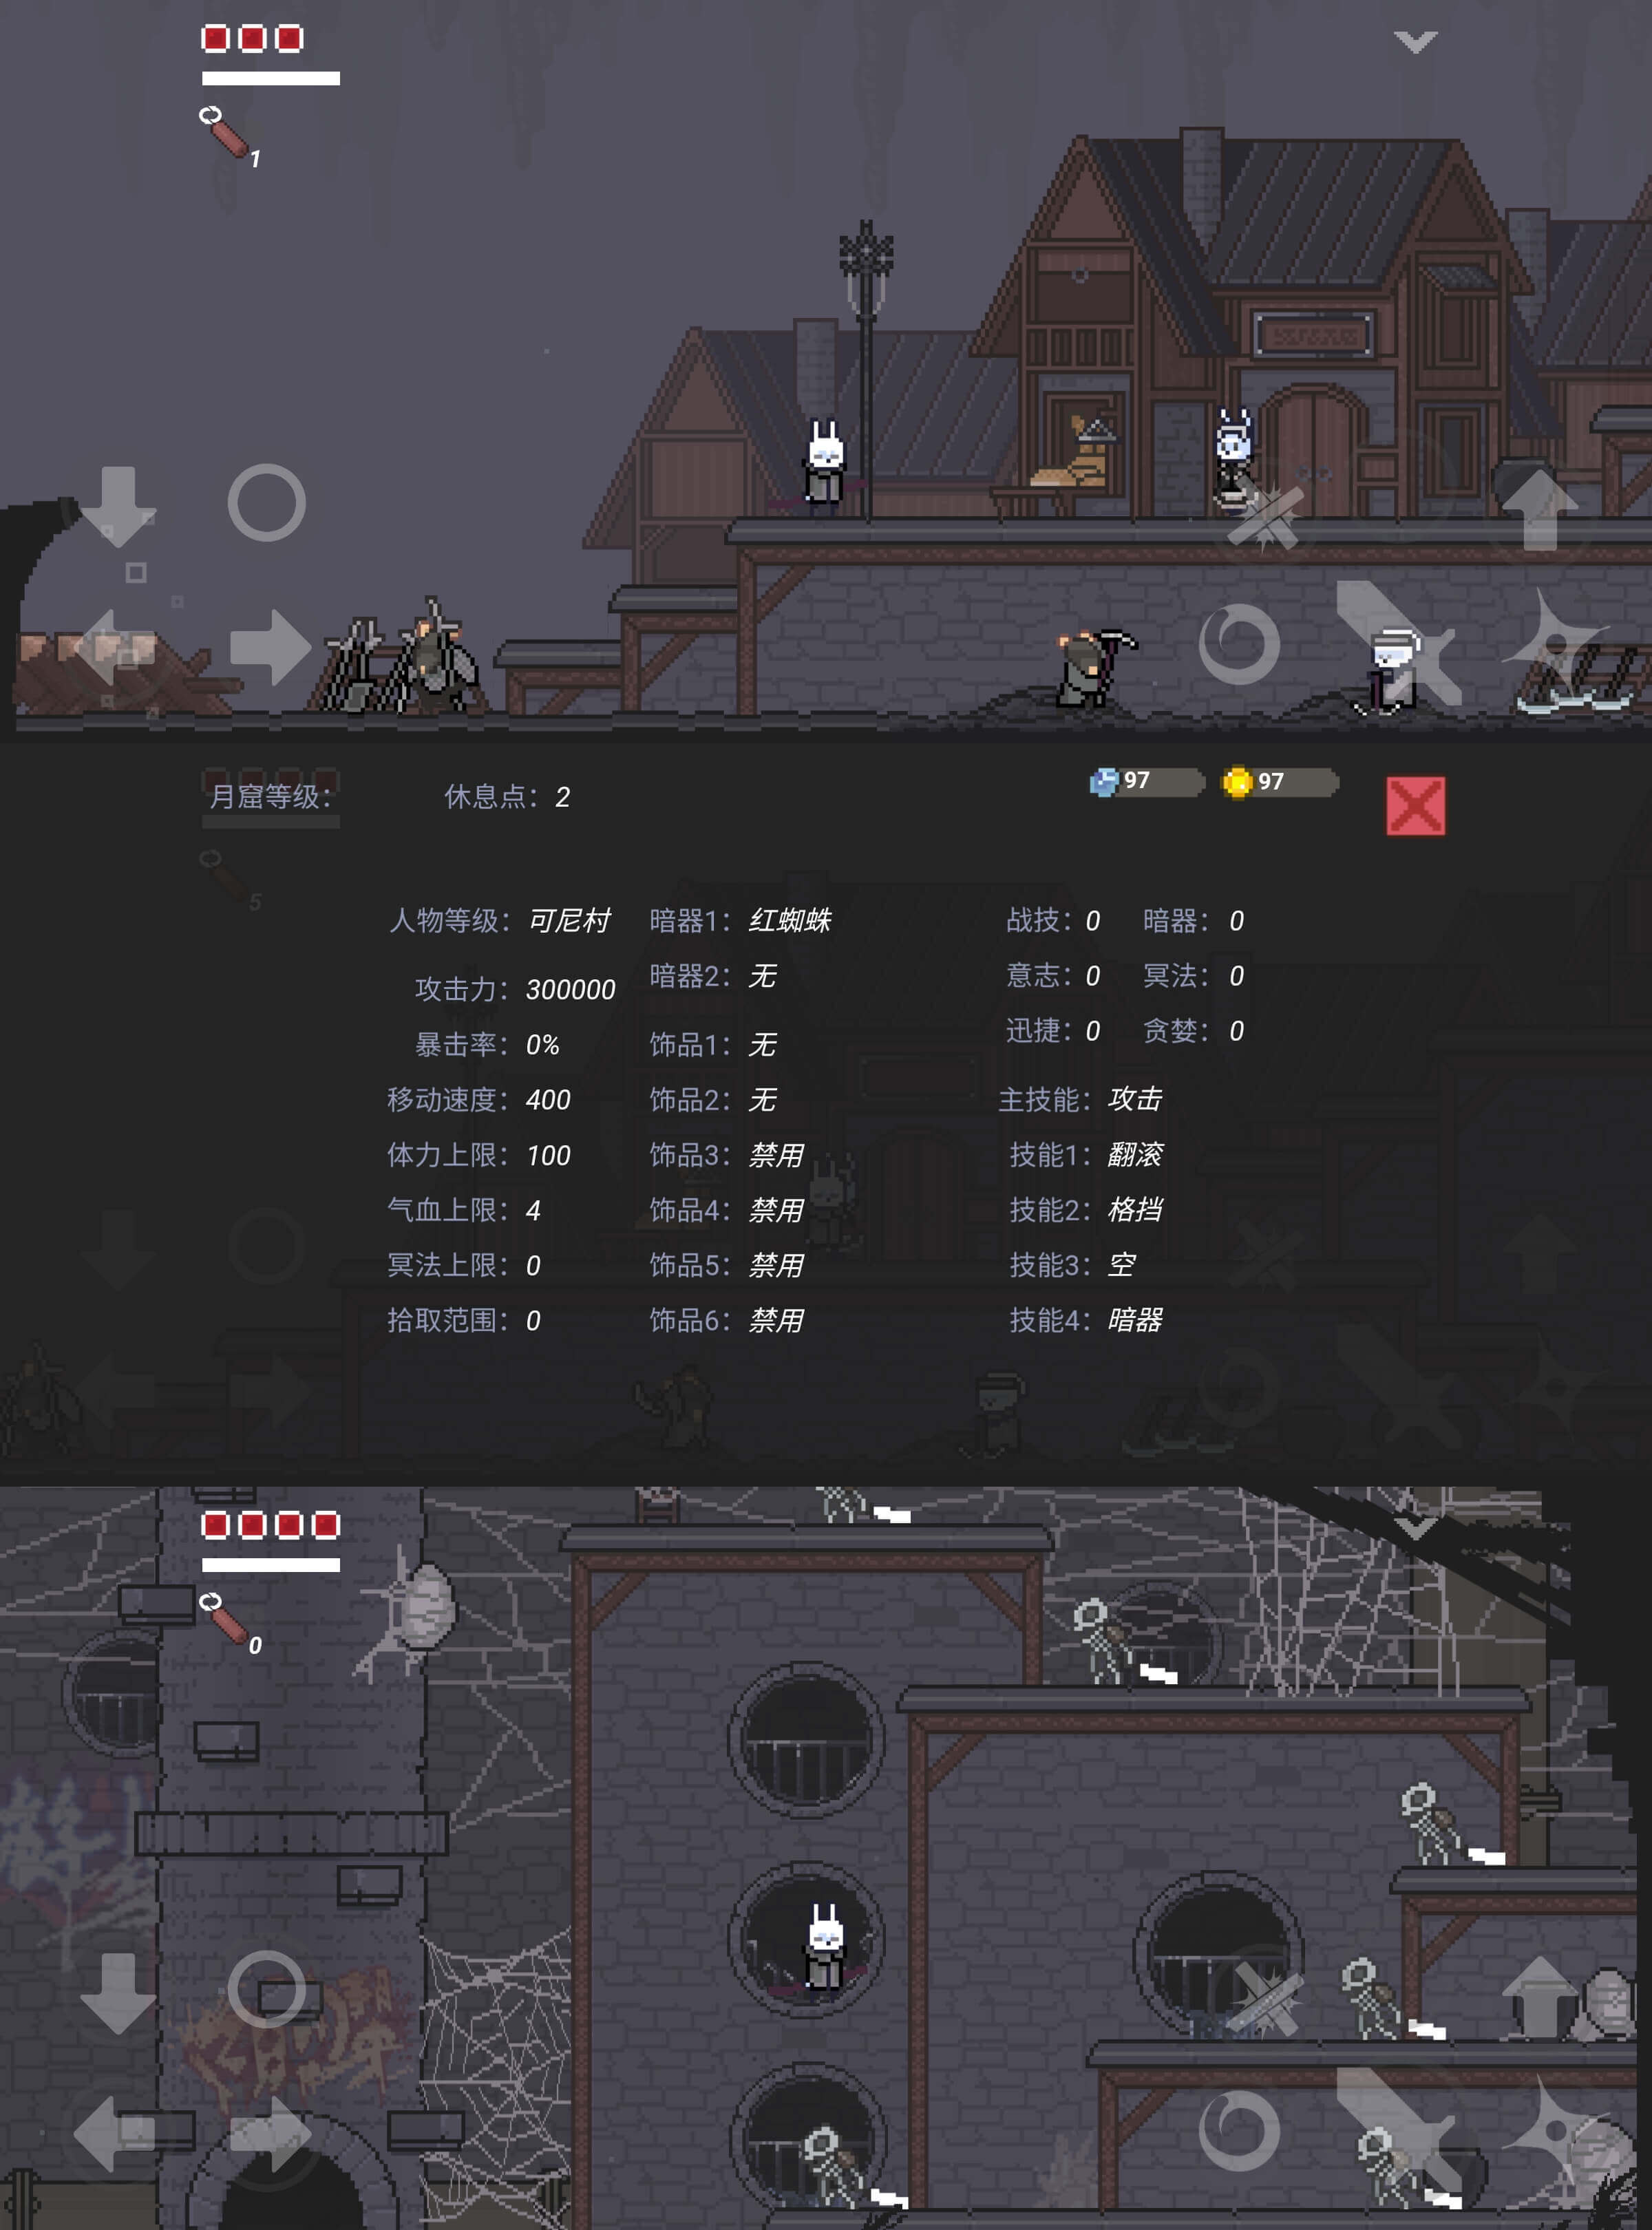 1
月窟等级： 休息点：2 97 97
5
人物等级：可尼村 暗器1：红蜘蛛 战技：0 暗器：0
暗器2：无 意志：0 冥法：0
攻击力：300000
暴击率：0% 饰品1：无 迅捷：0 贪婪：0
移动速度：400 饰品2：无 主技能：攻击
体力上限：100 饰品3：禁用 技能1：翻滚
气血上限：4 饰品4：禁用 技能2：格挡
冥法上限：0 饰品5：禁用 技能3：空
拾取范围：0 饰品6：禁用 技能4：暗器
0